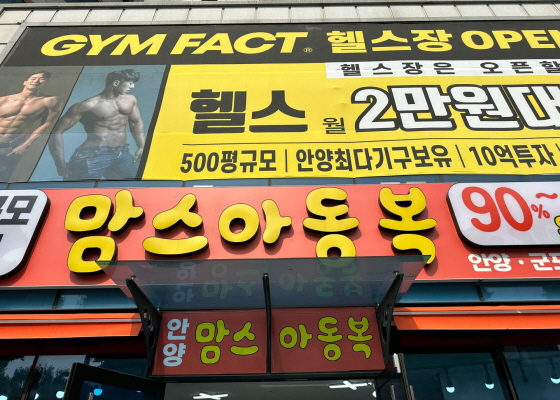 GYM FACT® 헬스장 OPEN
헬스장은 오픈할
헬스 월 2만원대
500평규모 | 안양최다기구보유 | 10억투자
맘스아동복
90%~
안양·군포
안양 맘스 아동복